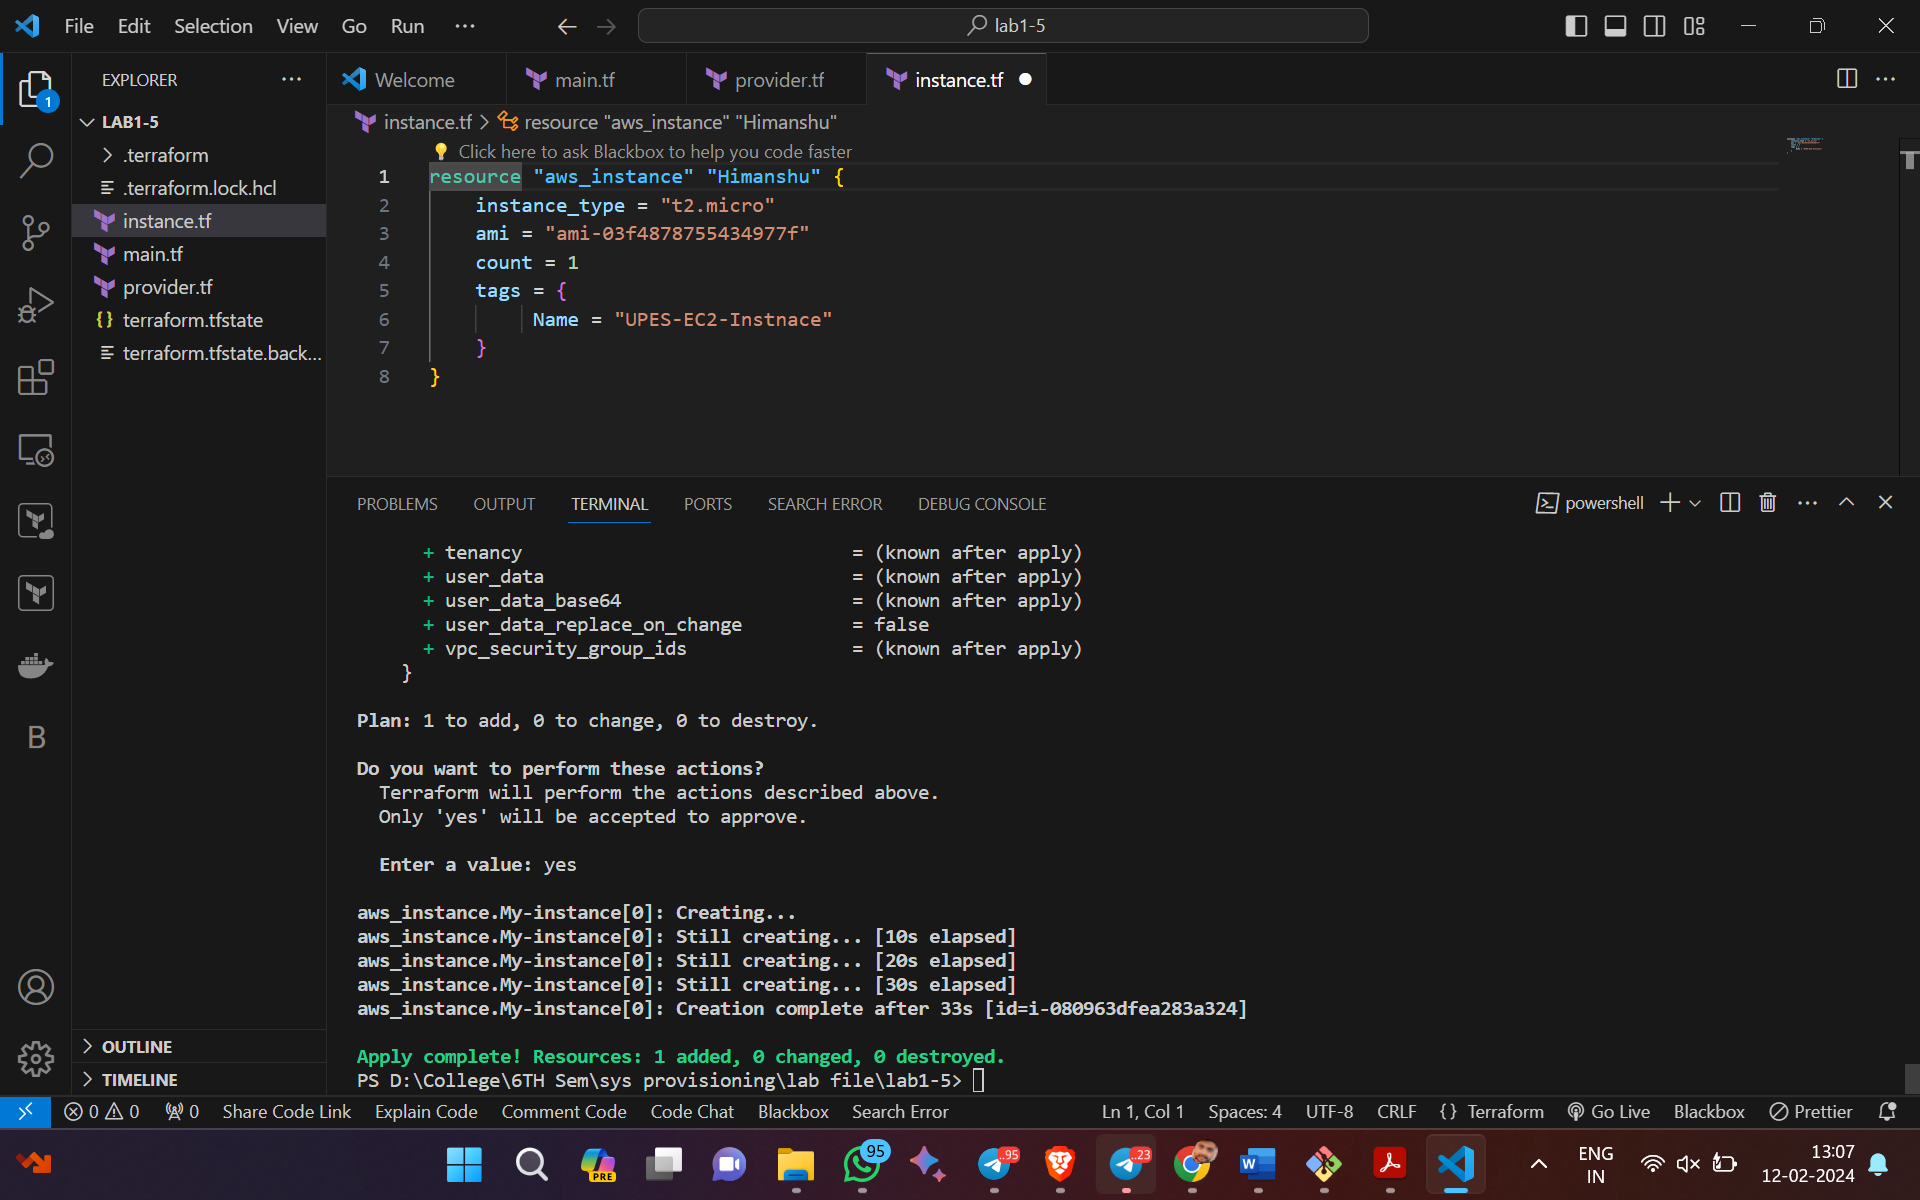 File Edit Selection View Go Run ··· lab1-5
EXPLORER ···
Welcome main.tf provider.tf instance.tf
LAB1-5
.terraform
.terraform.lock.hcl
instance.tf
main.tf
provider.tf
{} terraform.tfstate
terraform.tfstate.back...
OUTLINE
TIMELINE
1
B
instance.tf > resource "aws_instance" "Himanshu"
Click here to ask Blackbox to help you code faster
1 resource "aws_instance" "Himanshu" {
2 instance_type = "t2.micro"
3 ami = "ami-03f4878755434977f"
4 count = 1
5 tags = {
6 Name = "UPES-EC2-Instnace"
7 }
8 }
PROBLEMS OUTPUT TERMINAL PORTS SEARCH ERROR DEBUG CONSOLE powershell
+ tenancy = (known after apply)
+ user_data = (known after apply)
+ user_data_base64 = (known after apply)
+ user_data_replace_on_change = false
+ vpc_security_group_ids = (known after apply)
}
Plan: 1 to add, 0 to change, 0 to destroy.
Do you want to perform these actions?
Terraform will perform the actions described above.
Only 'yes' will be accepted to approve.
Enter a value: yes
aws_instance.My-instance[0]: Creating...
aws_instance.My-instance[0]: Still creating... [10s elapsed]
aws_instance.My-instance[0]: Still creating... [20s elapsed]
aws_instance.My-instance[0]: Still creating... [30s elapsed]
aws_instance.My-instance[0]: Creation complete after 33s [id=i-080963dfea283a324]
Apply complete! Resources: 1 added, 0 changed, 0 destroyed.
PS D:\College\6TH Sem\sys provisioning\lab file\lab1-5>
0 0 0 Share Code Link Explain Code Comment Code Code Chat Blackbox Search Error Ln 1, Col 1 Spaces: 4 UTF-8 CRLF {} Terraform Go Live Blackbox Prettier
PRE 95 ..95 ..23 W
ENG
IN
13:07
12-02-2024